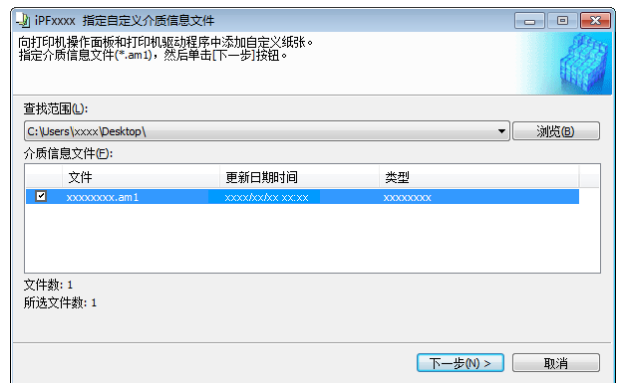 iPFxxxx 指定自定义介质信息文件
向打印机操作面板和打印机驱动程序中添加自定义纸张。
指定介质信息文件(*.am1)，然后单击[下一步]按钮。
查找范围(L):
C:\Users\xxxx\Desktop\ 浏览(B)
介质信息文件(F):
文件 更新日期时间 类型
xxxxxxxx.am1 xxxx/xx/xx xx:xx xxxxxxxx
文件数: 1
所选文件数: 1
下一步(N) > 取消